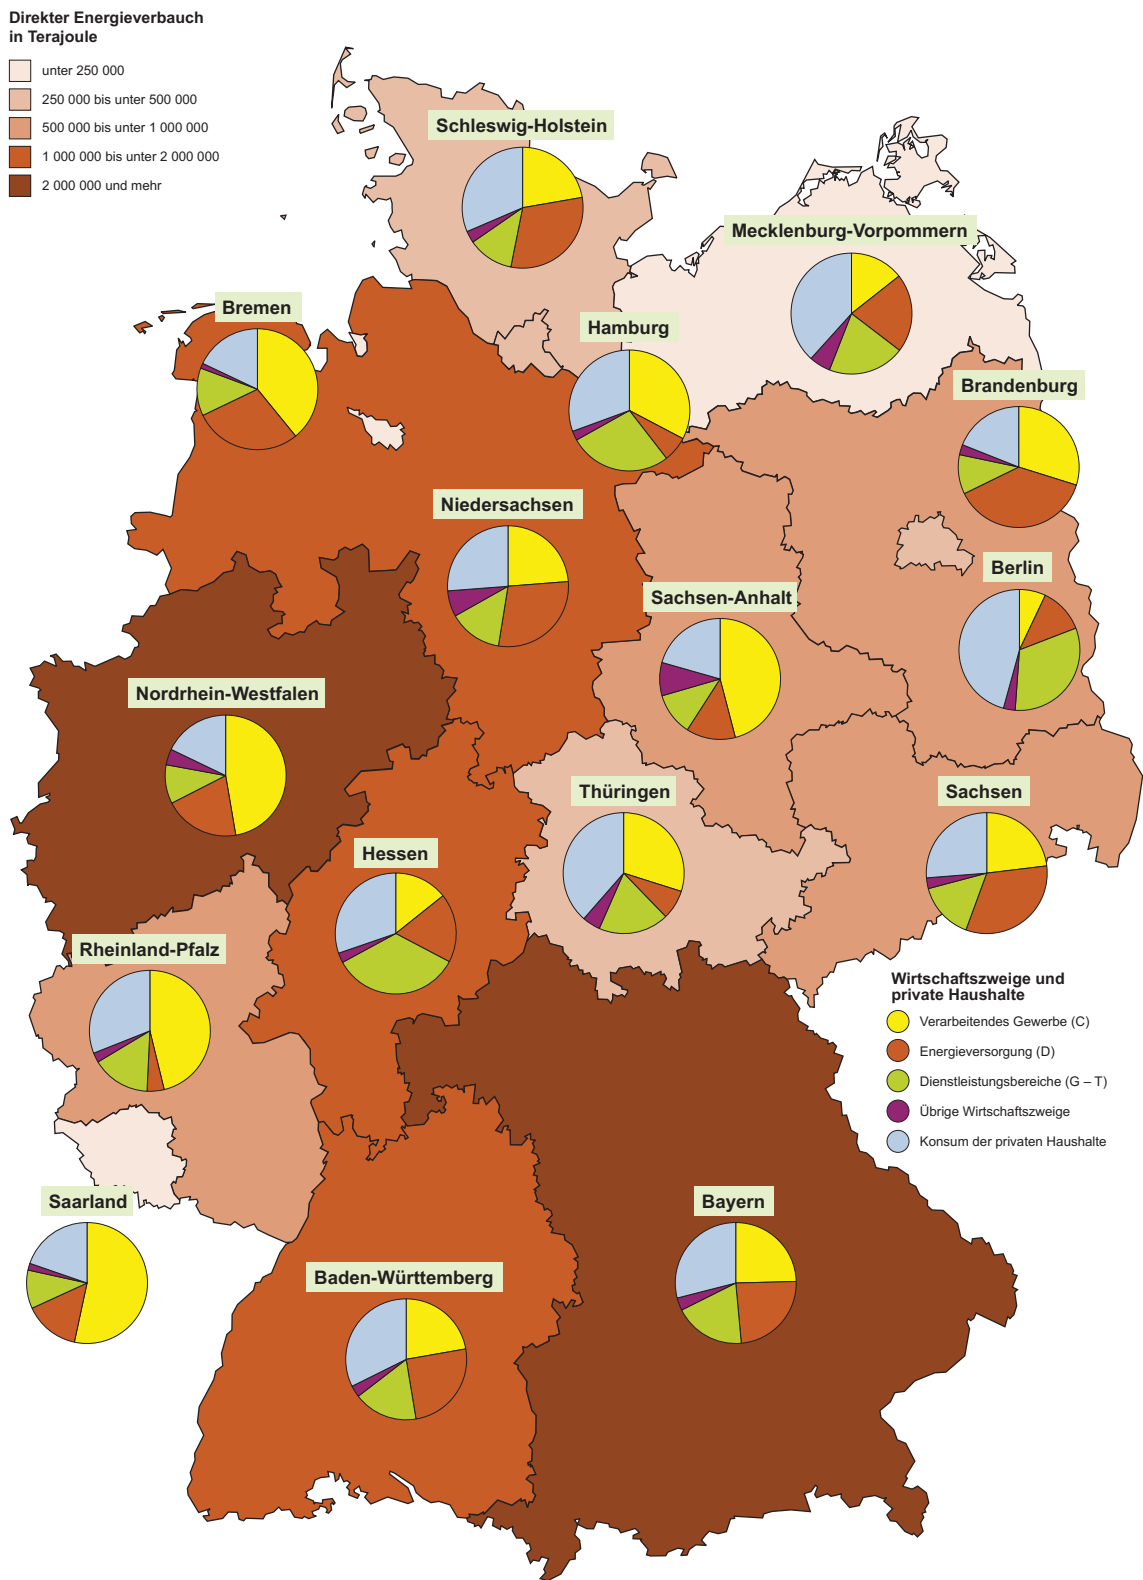 Direkter Energieverbauch
in Terajoule
unter 250 000
250 000 bis unter 500 000
500 000 bis unter 1 000 000
1 000 000 bis unter 2 000 000
2 000 000 und mehr
Schleswig-Holstein
Mecklenburg-Vorpommern
Bremen
Hamburg
Brandenburg
Niedersachsen
Berlin
Sachsen-Anhalt
Nordrhein-Westfalen
Thüringen
Sachsen
Hessen
Rheinland-Pfalz
Wirtschaftszweige und
private Haushalte
Verarbeitendes Gewerbe (C)
Energieversorgung (D)
Dienstleistungsbereiche (G – T)
Übrige Wirtschaftszweige
Konsum der privaten Haushalte
Saarland
Bayern
Baden-Württemberg